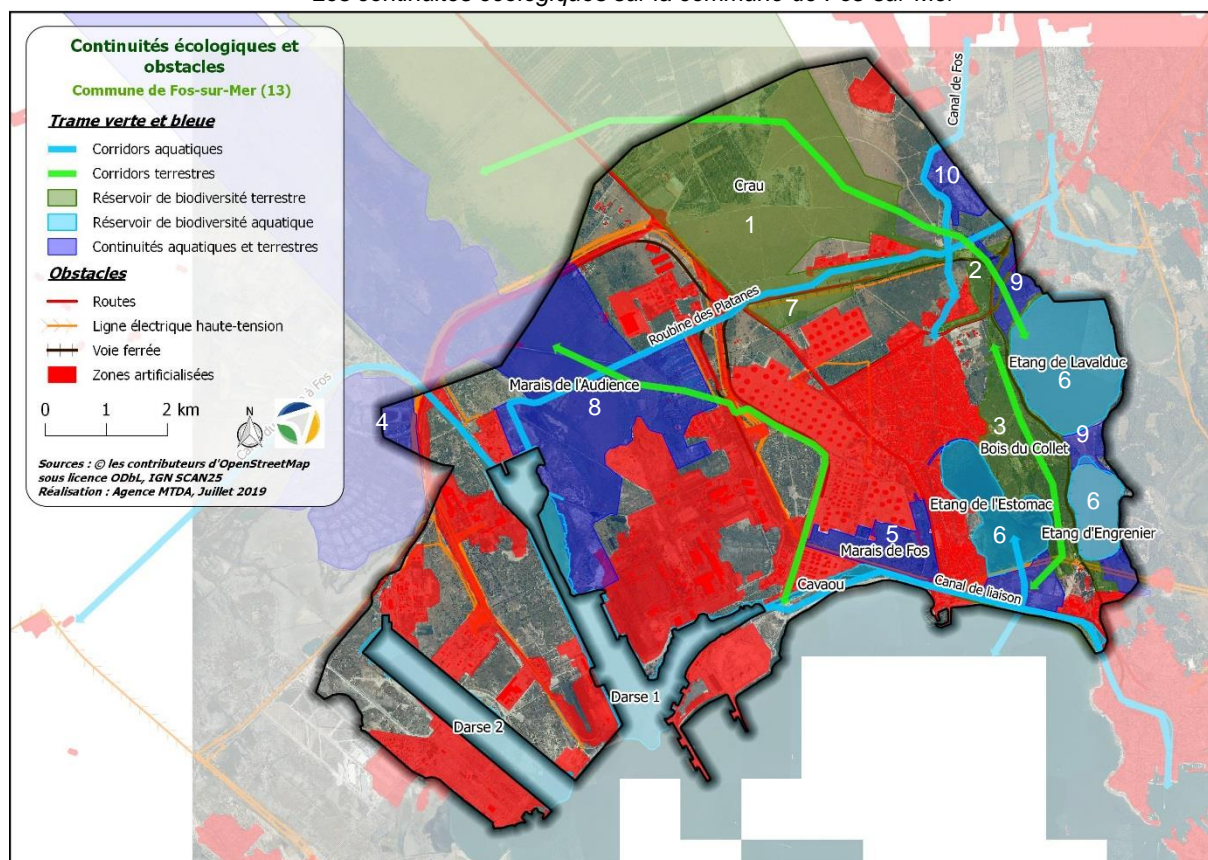 Les continuités écologiques sur la commune de Fos-sur-Mer
Continuités écologiques et
obstacles
Commune de Fos-sur-Mer (13)
Trame verte et bleue
Corridors aquatiques
Corridors terrestres
Réservoir de biodiversité terrestre
Réservoir de biodiversité aquatique
Continuités aquatiques et terrestres
Obstacles
Routes
Ligne électrique haute-tension
Voie ferrée
Zones artificialisées
0 1 2 km
N
Sources : © les contributeurs d'OpenStreetMap
sous licence ODbL, IGN SCAN25
Réalisation : Agence MTDA, Juillet 2019
Canal de Fos
10
Crau
1
2
9
7
Roubine des Platanes
Etang de Lavalduc
6
Marais de l'Audience
8
4
à Fos
3
Bois du Collet
9
Etang de l'Estomac
6
6
Etang d'Engrenier
5
Marais de Fos
Cavaou
Canal de liaison
Darse 1
Darse 2